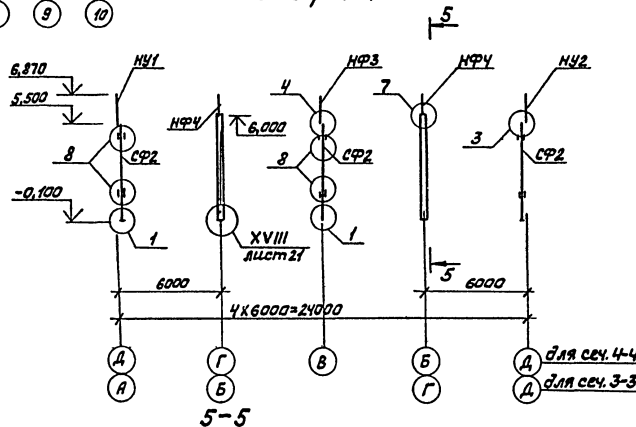 9 10
5
НУ1 НФ3 НФ4 НУ2
6,870 4 7
5,500 НФ4 6,000 3
8 СФ2 8 СФ2 СФ2
-0,100
1 XVIII 1
лист 21
5
6000 6000
4х6000=24000
Д Г В Б Д для сеч. 4-4
А Б Г Д для сеч. 3-3
5-5